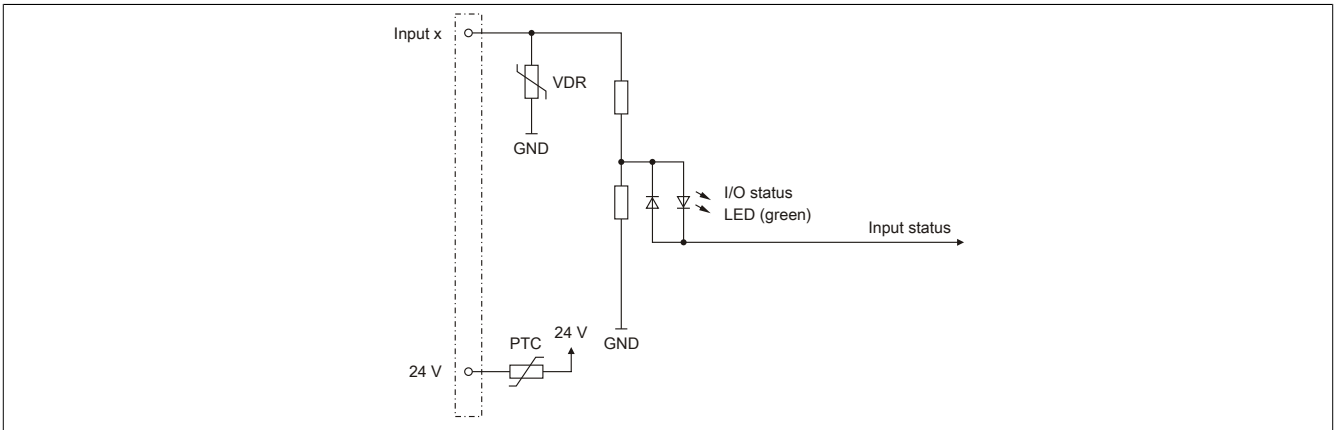 Input x
VDR
GND
I/O status
LED (green)
Input status
24 V
PTC
GND
24 V